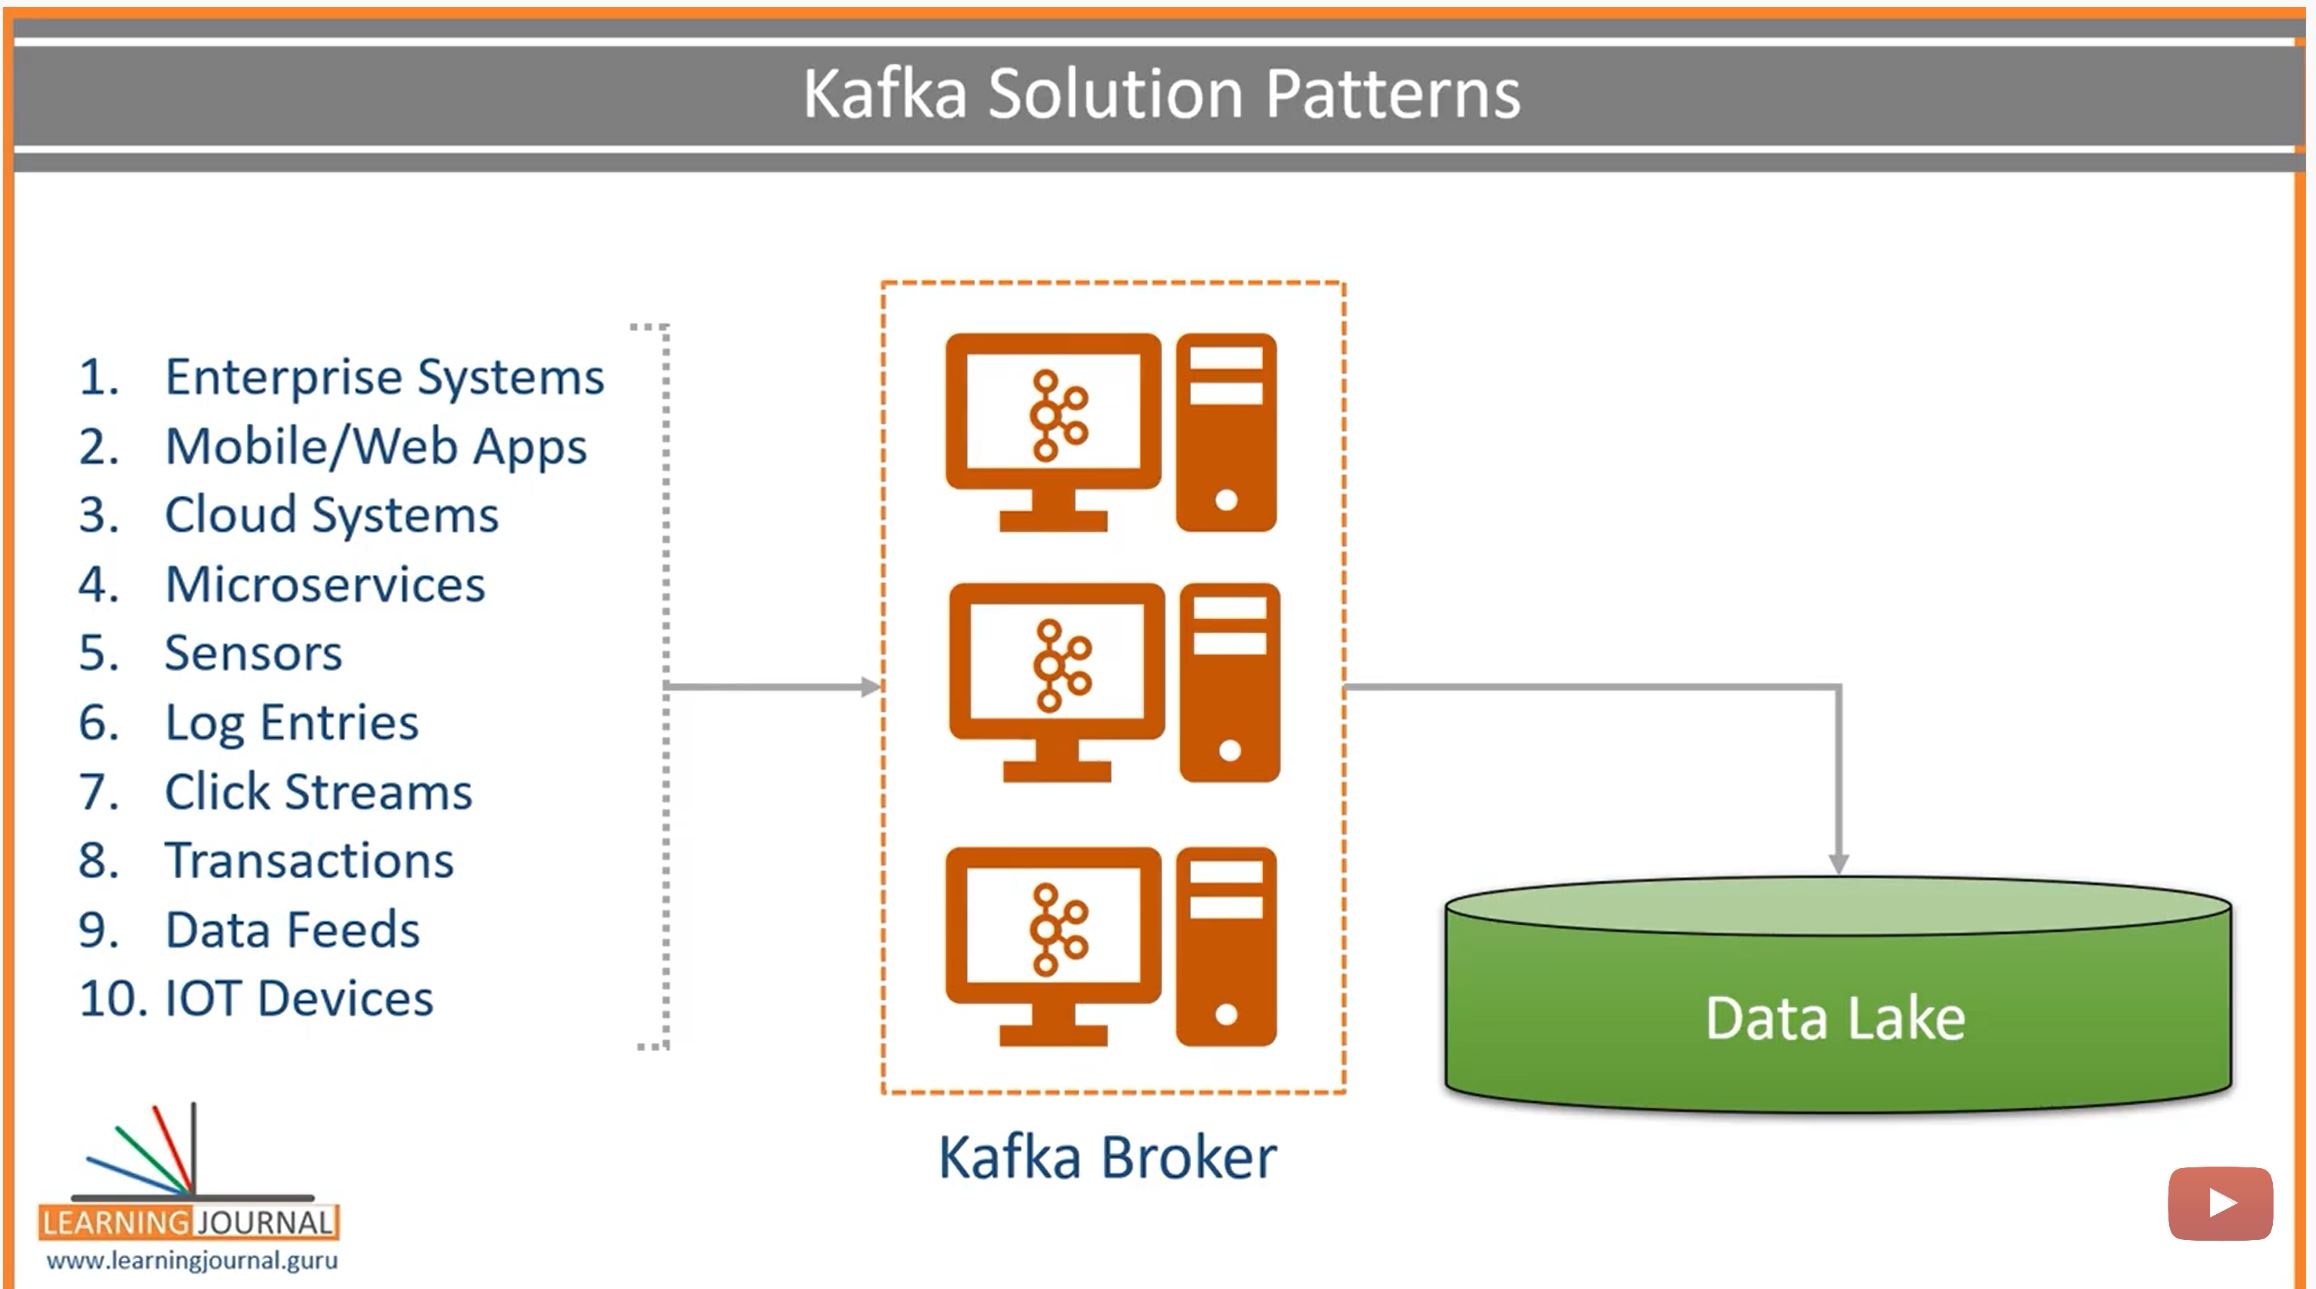 Kafka Solution Patterns
1. Enterprise Systems
2. Mobile/Web Apps
3. Cloud Systems
4. Microservices
5. Sensors
6. Log Entries
7. Click Streams
8. Transactions
9. Data Feeds
10. IOT Devices
Kafka Broker
Data Lake
LEARNING JOURNAL
www.learningjournal.guru